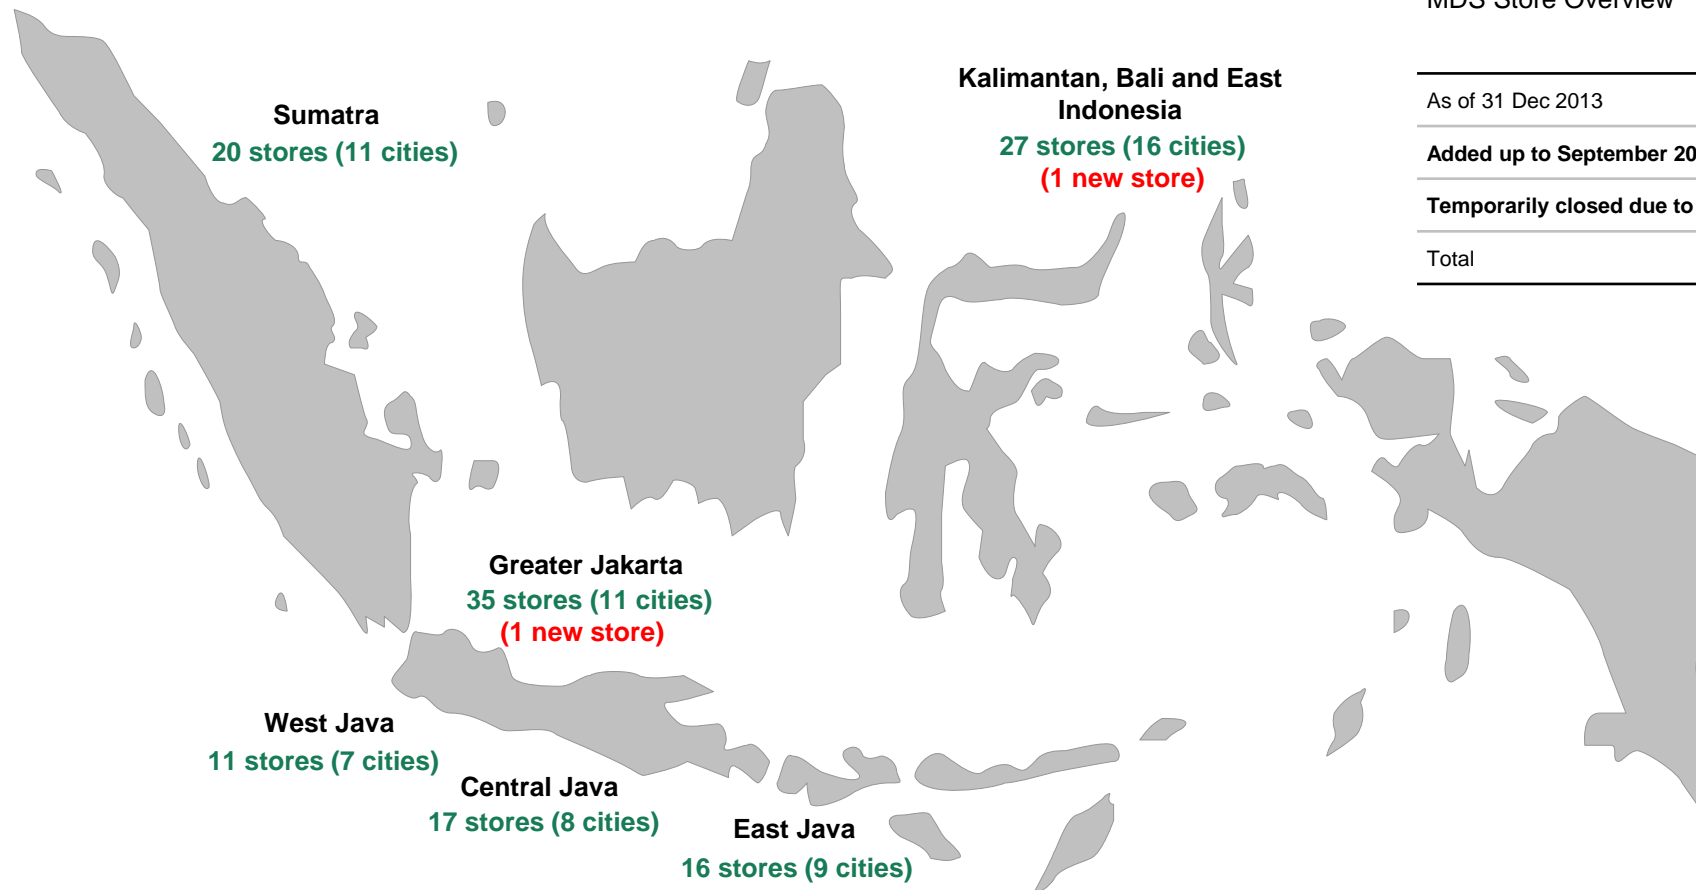 MDS Store Overview
Kalimantan, Bali and East
Indonesia
27 stores (16 cities)
(1 new store)
As of 31 Dec 2013
Added up to September 20
Temporarily closed due to
Total
Sumatra
20 stores (11 cities)
Greater Jakarta
35 stores (11 cities)
(1 new store)
West Java
11 stores (7 cities)
Central Java
17 stores (8 cities)
East Java
16 stores (9 cities)